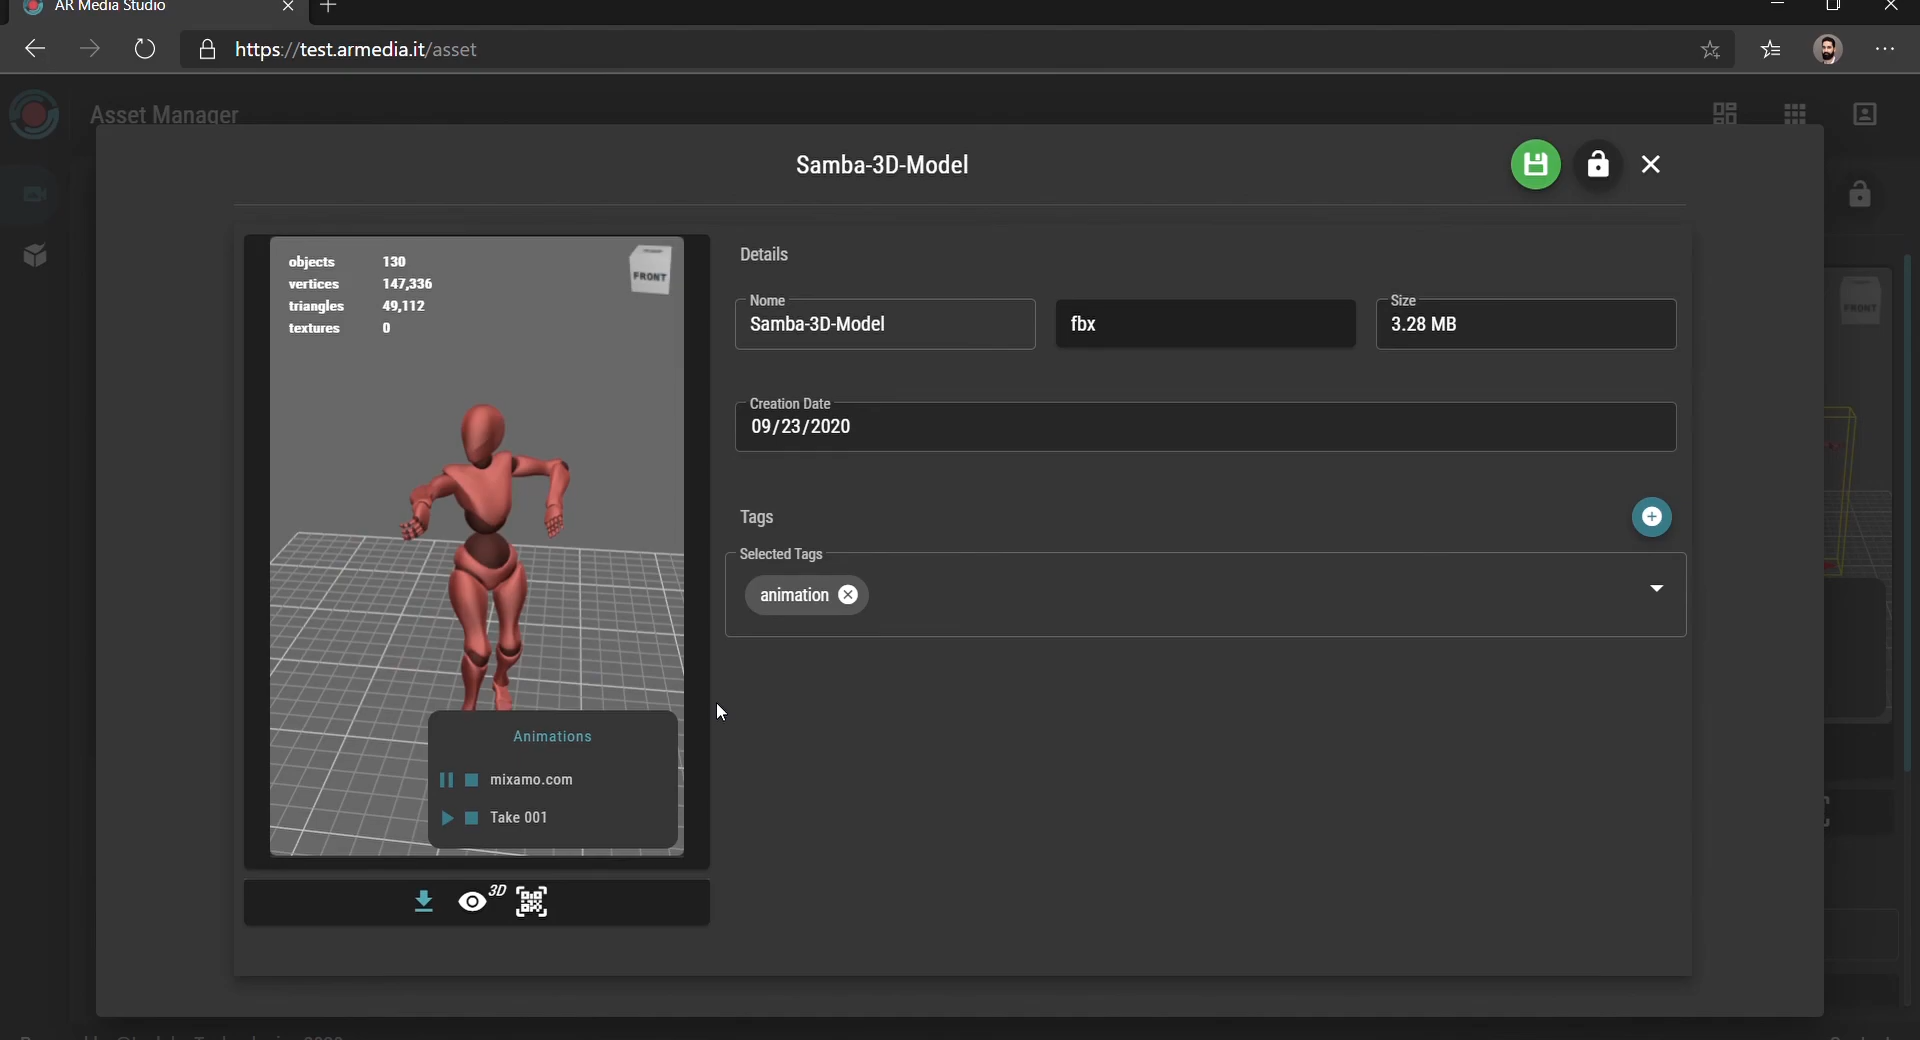 AR Media Studio
https://test.armedia.it/asset
Asset Manager
Samba-3D-Model
objects 130
vertices 147,336
triangles 49,112
textures 0
FRONT
Details
Nome
Samba-3D-Model
fbx
Size
3.28 MB
FRONT
Creation Date
09/23/2020
Tags
Selected Tags
animation
Animations
mixamo.com
Take 001
3D